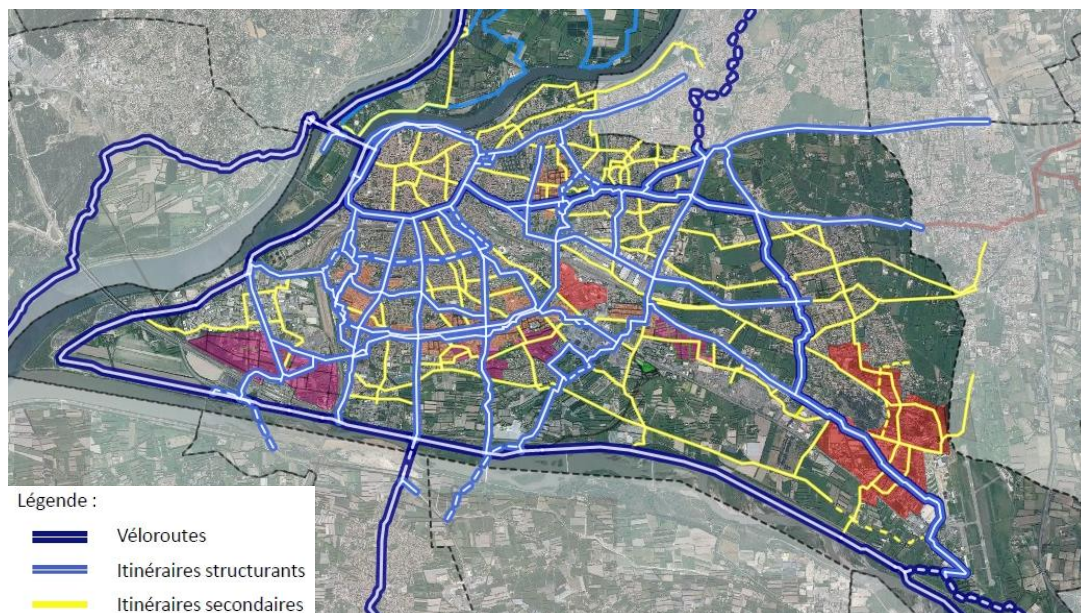 Légende :
Véloroutes
Itinéraires structurants
Itinéraires secondaires